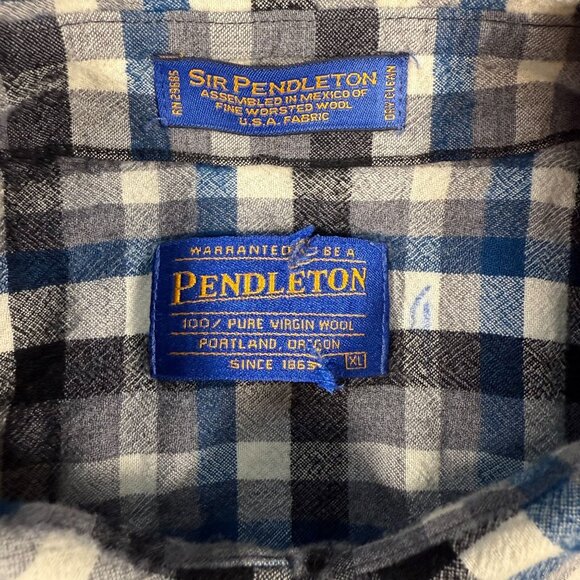 SIR PENDLETON
ASSEMBLED IN MEXICO OF
FINE WORSTED WOOL
U.S.A. FABRIC
RN 29685
DRY CLEAN
WARRANTED TO BE A
PENDLETON
100% PURE VIRGIN WOOL
PORTLAND, OREGON
SINCE 1863
XL